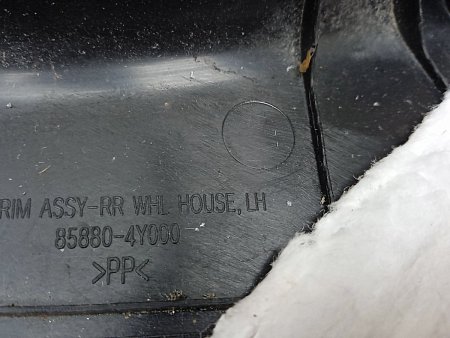 RIM ASSY-RR WHL HOUSE, LH
85880-4Y000
>PP<